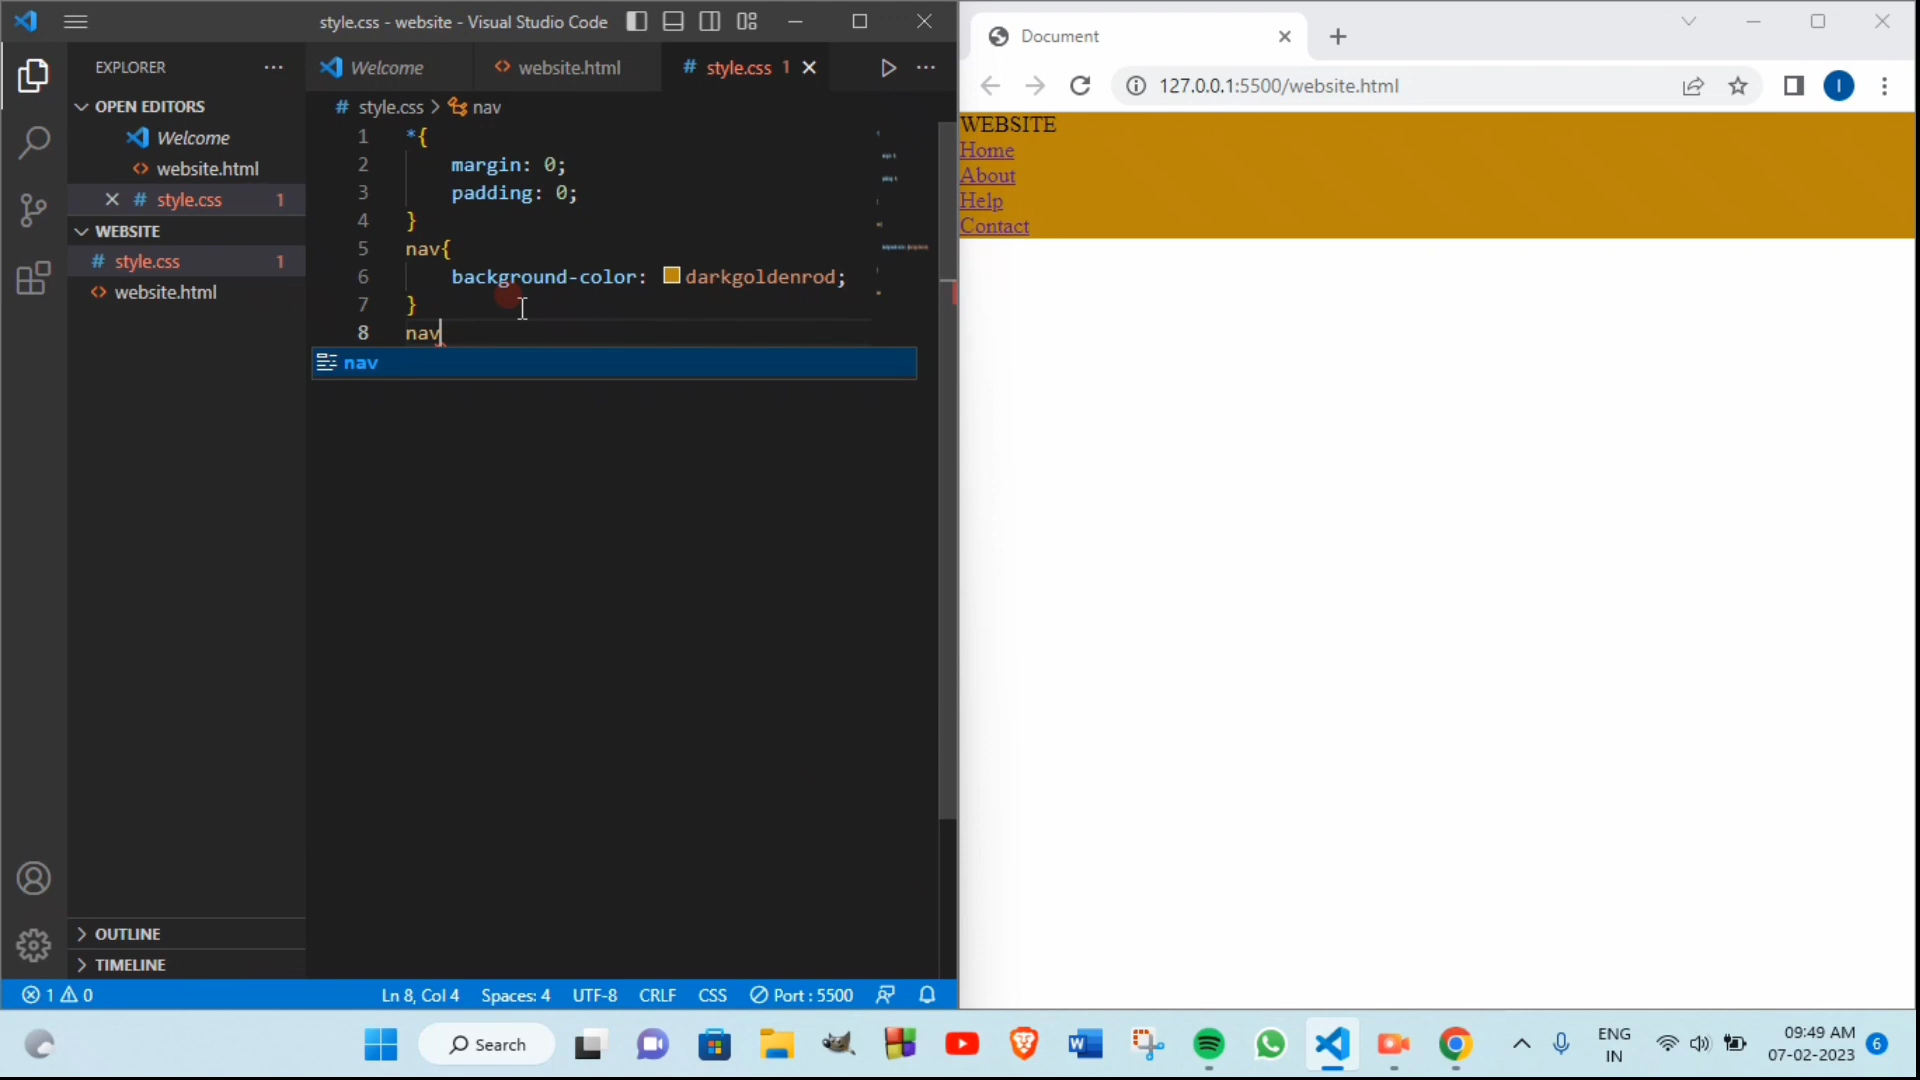 style.css - website - Visual Studio Code
EXPLORER
OPEN EDITORS
Welcome
website.html
style.css 1
WEBSITE
style.css 1
website.html
OUTLINE
TIMELINE
Welcome
website.html
# style.css 1
# style.css > nav
1 *{
2 margin: 0;
3 padding: 0;
4 }
5 nav{
6 background-color: darkgoldenrod;
7 }
8 nav
nav
1 0
Ln 8, Col 4
Spaces: 4
UTF-8
CRLF
CSS
Port : 5500
Document
127.0.0.1:5500/website.html
I
WEBSITE
Home
About
Help
Contact
Search
ENG
IN
09:49 AM
07-02-2023
6